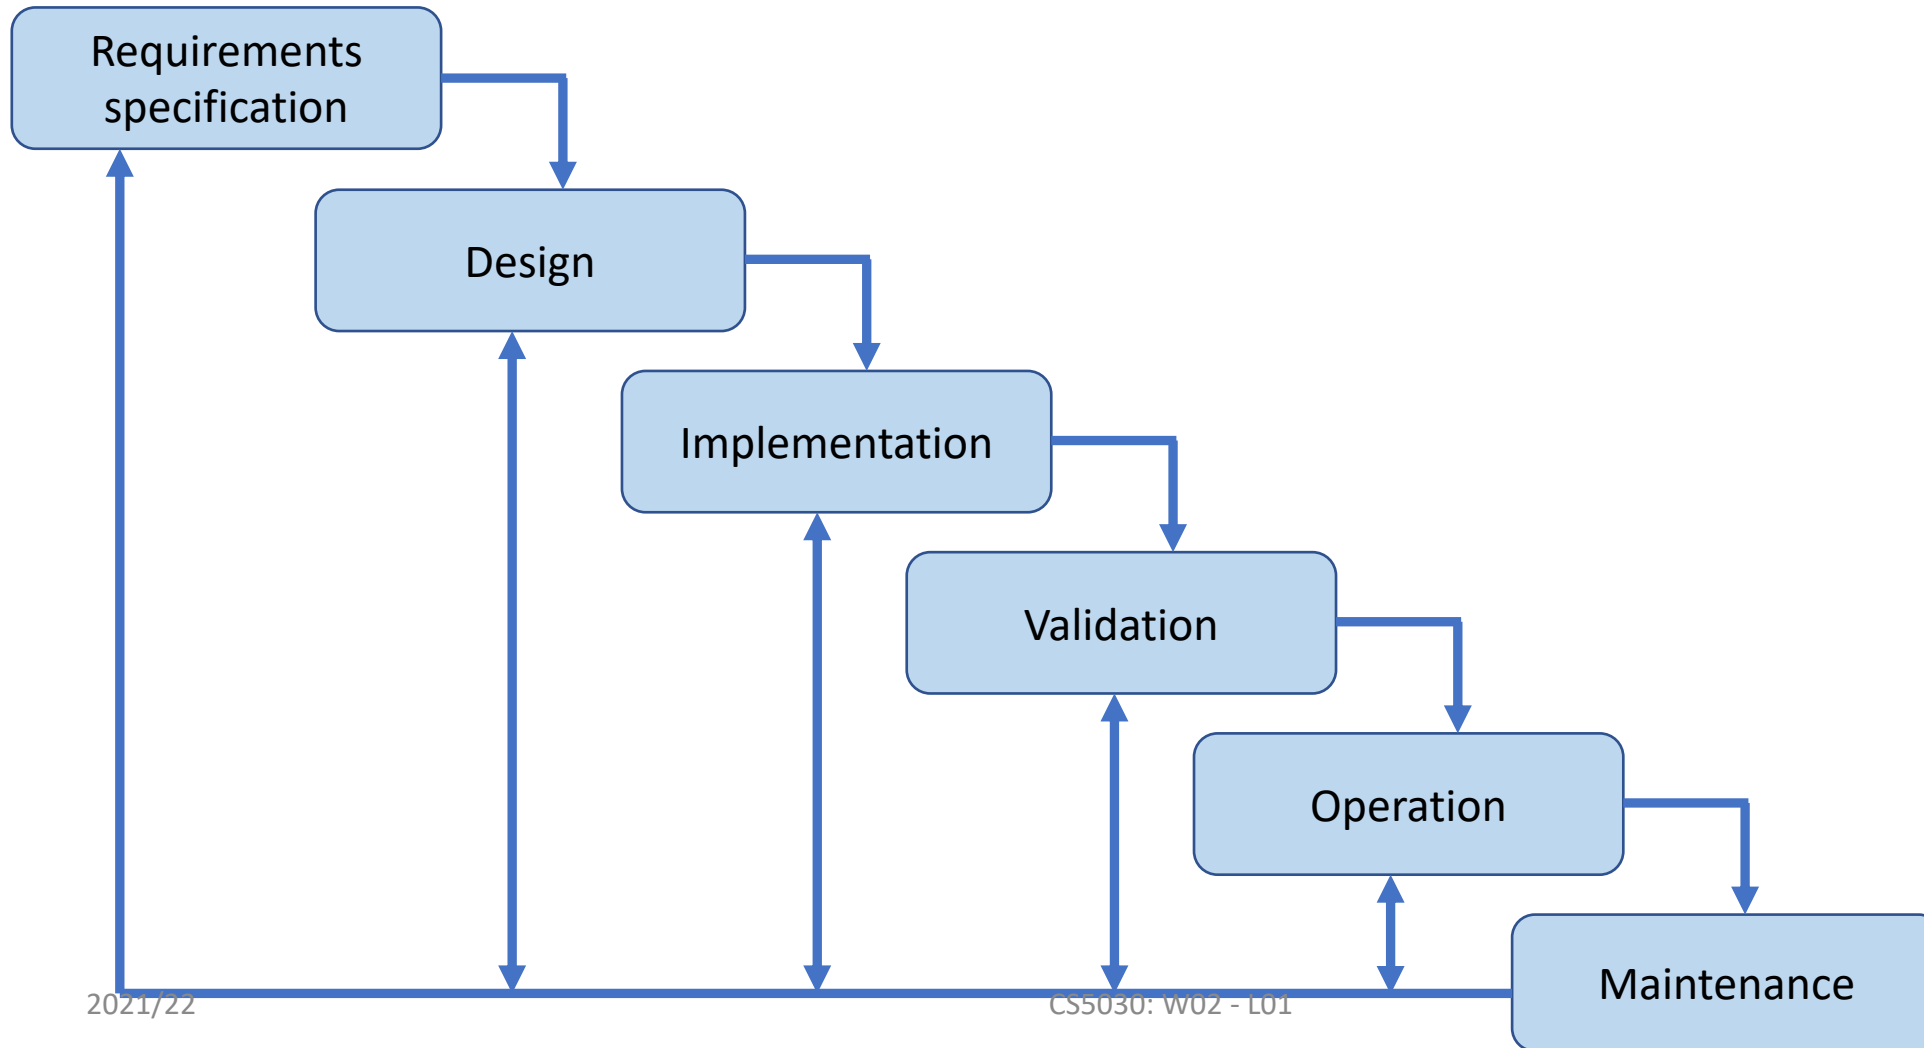 Requirements
specification
Design
Implementation
Validation
Operation
Maintenance
2021/22
CS5030: W02 - L01